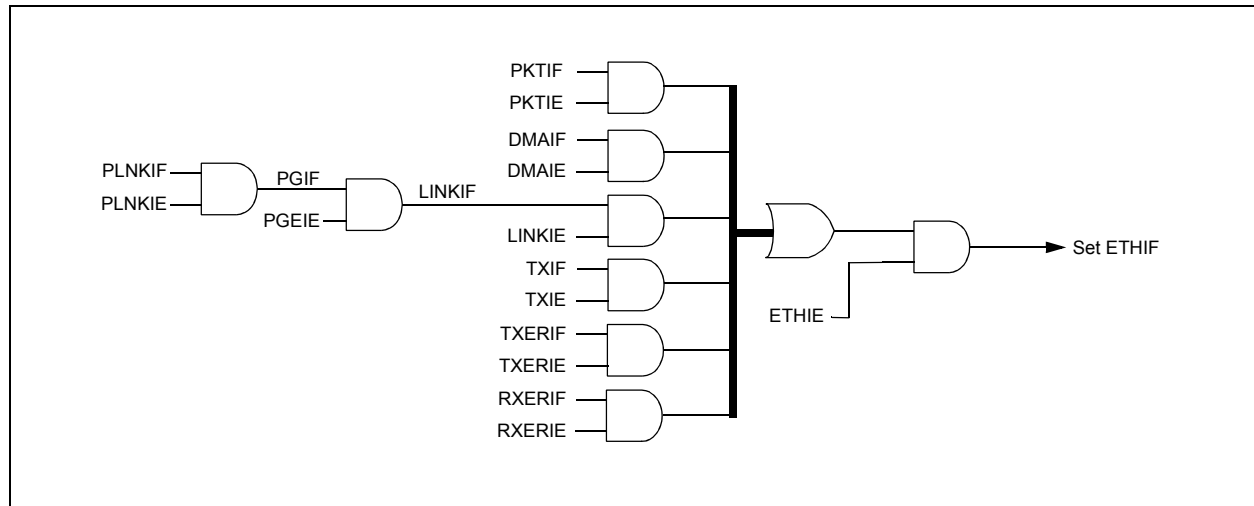 PKTIF
PKTIE
DMAIF
DMAIE
PLNKIF
PLNKIE
PGIF
PGEIE
LINKIF
LINKIE
TXIF
TXIE
TXERIF
TXERIE
RXERIF
RXERIE
ETHIE
Set ETHIF